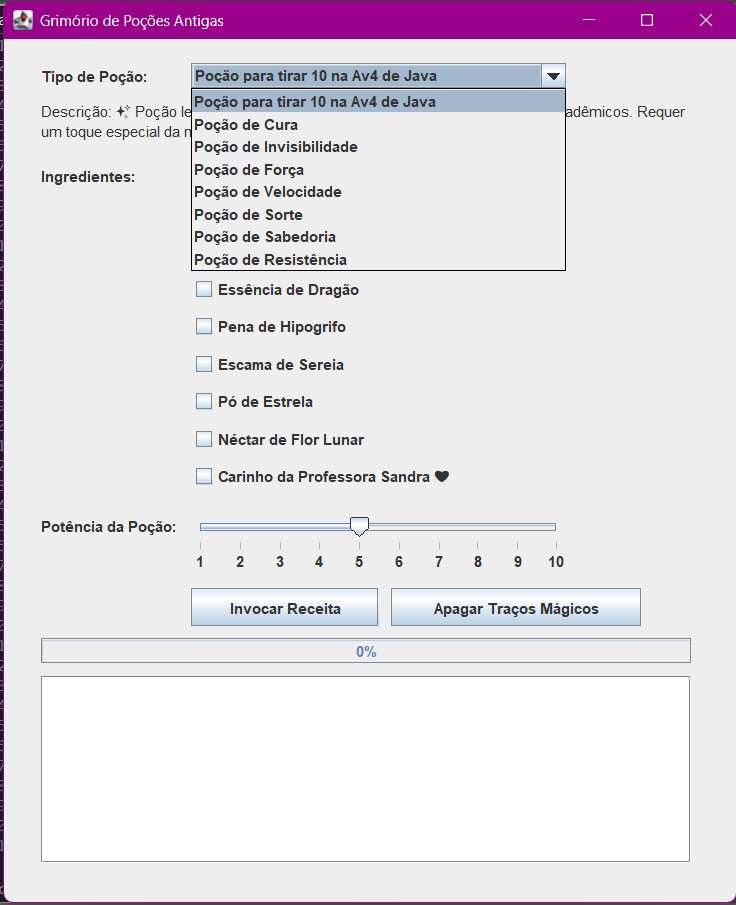 Grimório de Poções Antigas
Tipo de Poção:
Poção para tirar 10 na Av4 de Java
Poção para tirar 10 na Av4 de Java
Descrição: ✨ Poção
adêmicos. Requer
Poção de Cura
um toque especial da
Poção de Invisibilidade
Poção de Força
Ingredientes:
Poção de Velocidade
Poção de Sorte
Poção de Sabedoria
Poção de Resistência
Essência de Dragão
Pena de Hipogrifo
Escama de Sereia
Pó de Estrela
Néctar de Flor Lunar
Carinho da Professora Sandra ♥
Potência da Poção:
1 2 3 4 5 6 7 8 9 10
Invocar Receita
Apagar Traços Mágicos
0%